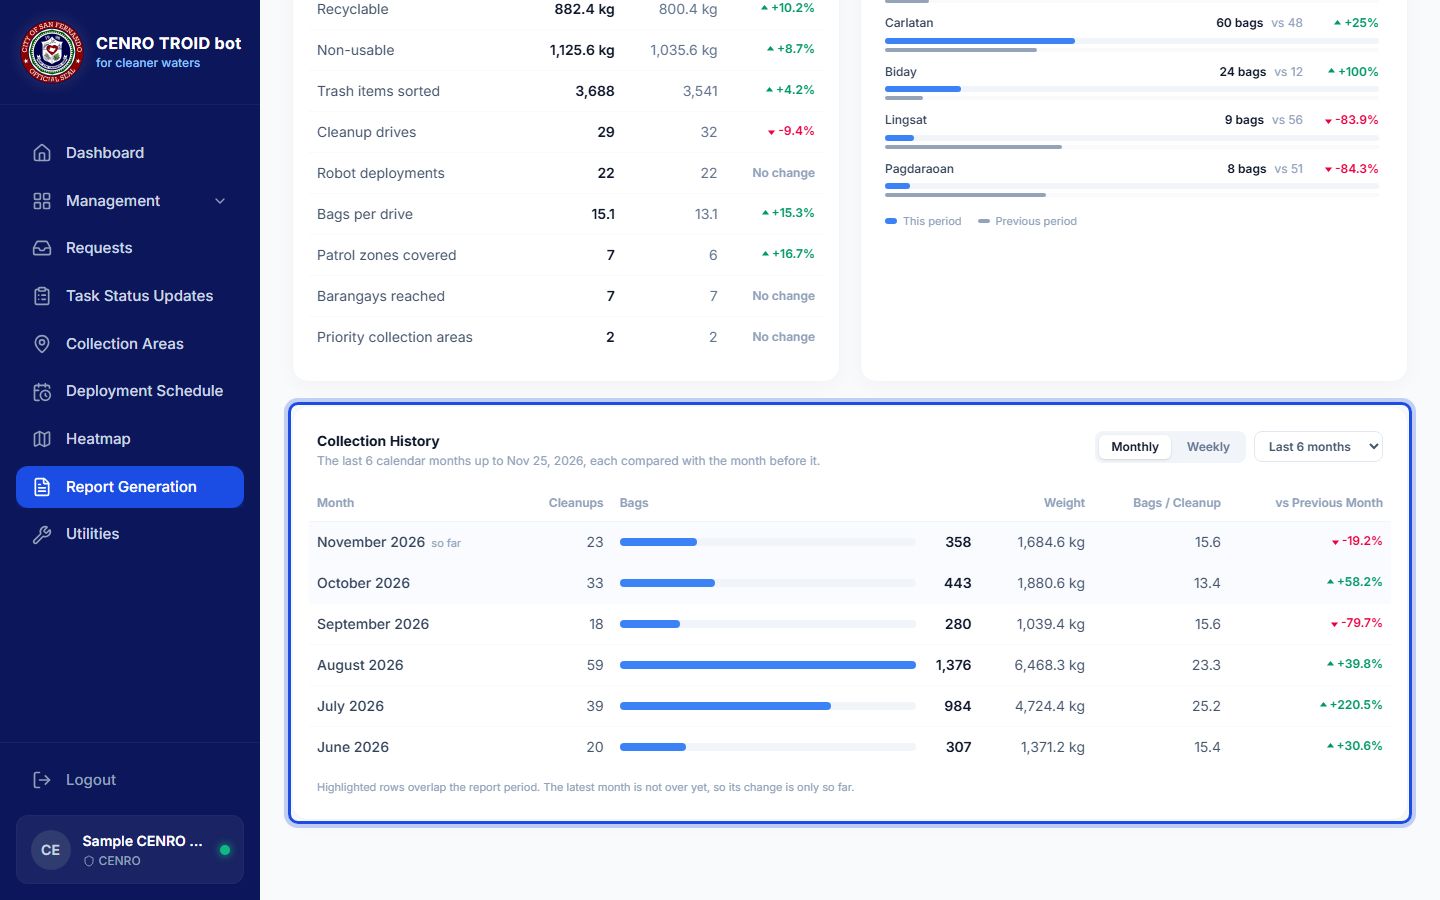 CITY OF SAN FERNANDO
OFFICIAL SEAL
CENRO TROID bot
for cleaner waters
Dashboard
Management
Requests
Task Status Updates
Collection Areas
Deployment Schedule
Heatmap
Report Generation
Utilities
Logout
CE
Sample CENRO ...
CENRO
Recyclable 882.4 kg 800.4 kg +10.2%
Non-usable 1,125.6 kg 1,035.6 kg +8.7%
Trash items sorted 3,688 3,541 +4.2%
Cleanup drives 29 32 -9.4%
Robot deployments 22 22 No change
Bags per drive 15.1 13.1 +15.3%
Patrol zones covered 7 6 +16.7%
Barangays reached 7 7 No change
Priority collection areas 2 2 No change
Carlatan 60 bags vs 48 +25%
Biday 24 bags vs 12 +100%
Lingsat 9 bags vs 56 -83.9%
Pagdaraoan 8 bags vs 51 -84.3%
This period Previous period
Collection History
The last 6 calendar months up to Nov 25, 2026, each compared with the month before it.
Monthly Weekly Last 6 months
Month Cleanups Bags Weight Bags / Cleanup vs Previous Month
November 2026 so far 23 358 1,684.6 kg 15.6 -19.2%
October 2026 33 443 1,880.6 kg 13.4 +58.2%
September 2026 18 280 1,039.4 kg 15.6 -79.7%
August 2026 59 1,376 6,468.3 kg 23.3 +39.8%
July 2026 39 984 4,724.4 kg 25.2 +220.5%
June 2026 20 307 1,371.2 kg 15.4 +30.6%
Highlighted rows overlap the report period. The latest month is not over yet, so its change is only so far.